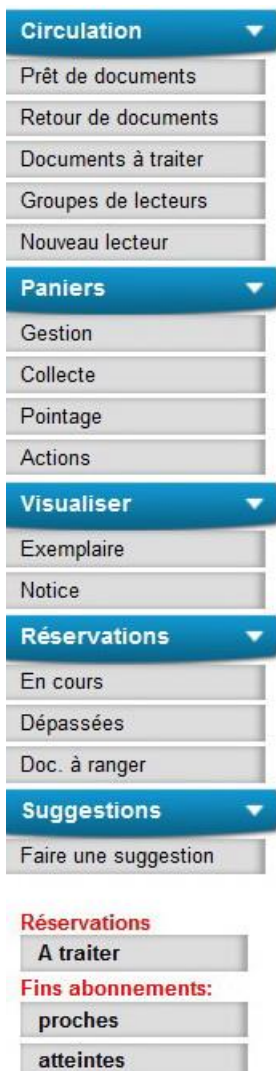 Circulation
Prêt de documents
Retour de documents
Documents à traiter
Groupes de lecteurs
Nouveau lecteur
Paniers
Gestion
Collecte
Pointage
Actions
Visualiser
Exemplaire
Notice
Réservations
En cours
Dépassées
Doc. à ranger
Suggestions
Faire une suggestion
Réservations
A traiter
Fins abonnements:
proches
atteintes